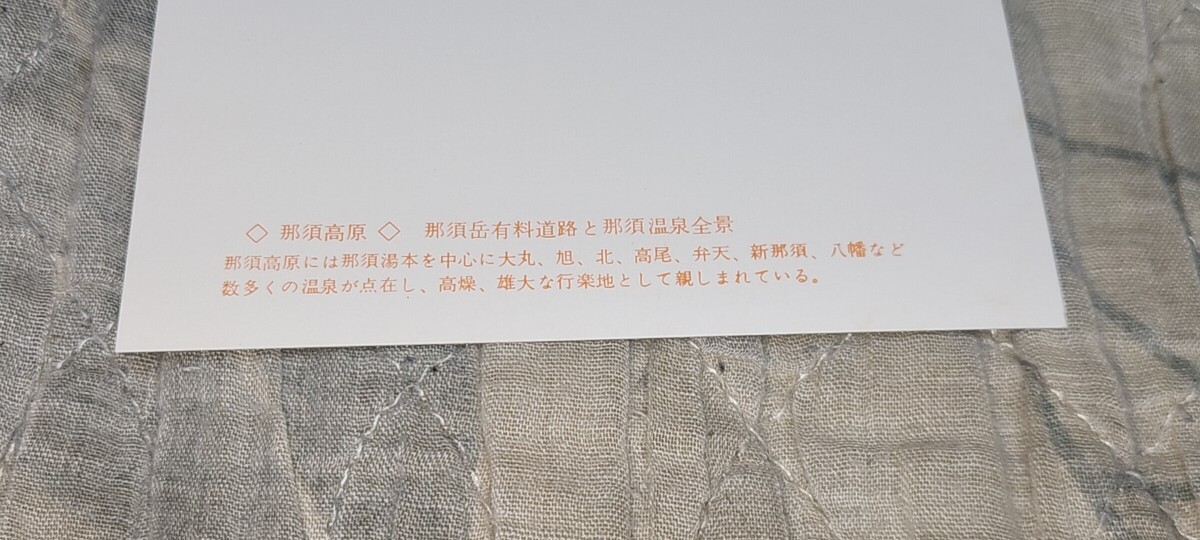 ◇ 那須高原 ◇　那須岳有料道路と那須温泉全景
那須高原には那須湯本を中心に大丸、旭、北、高尾、弁天、新那須、八幡など
数多くの温泉が点在し、高燥、雄大な行楽地として親しまれている。